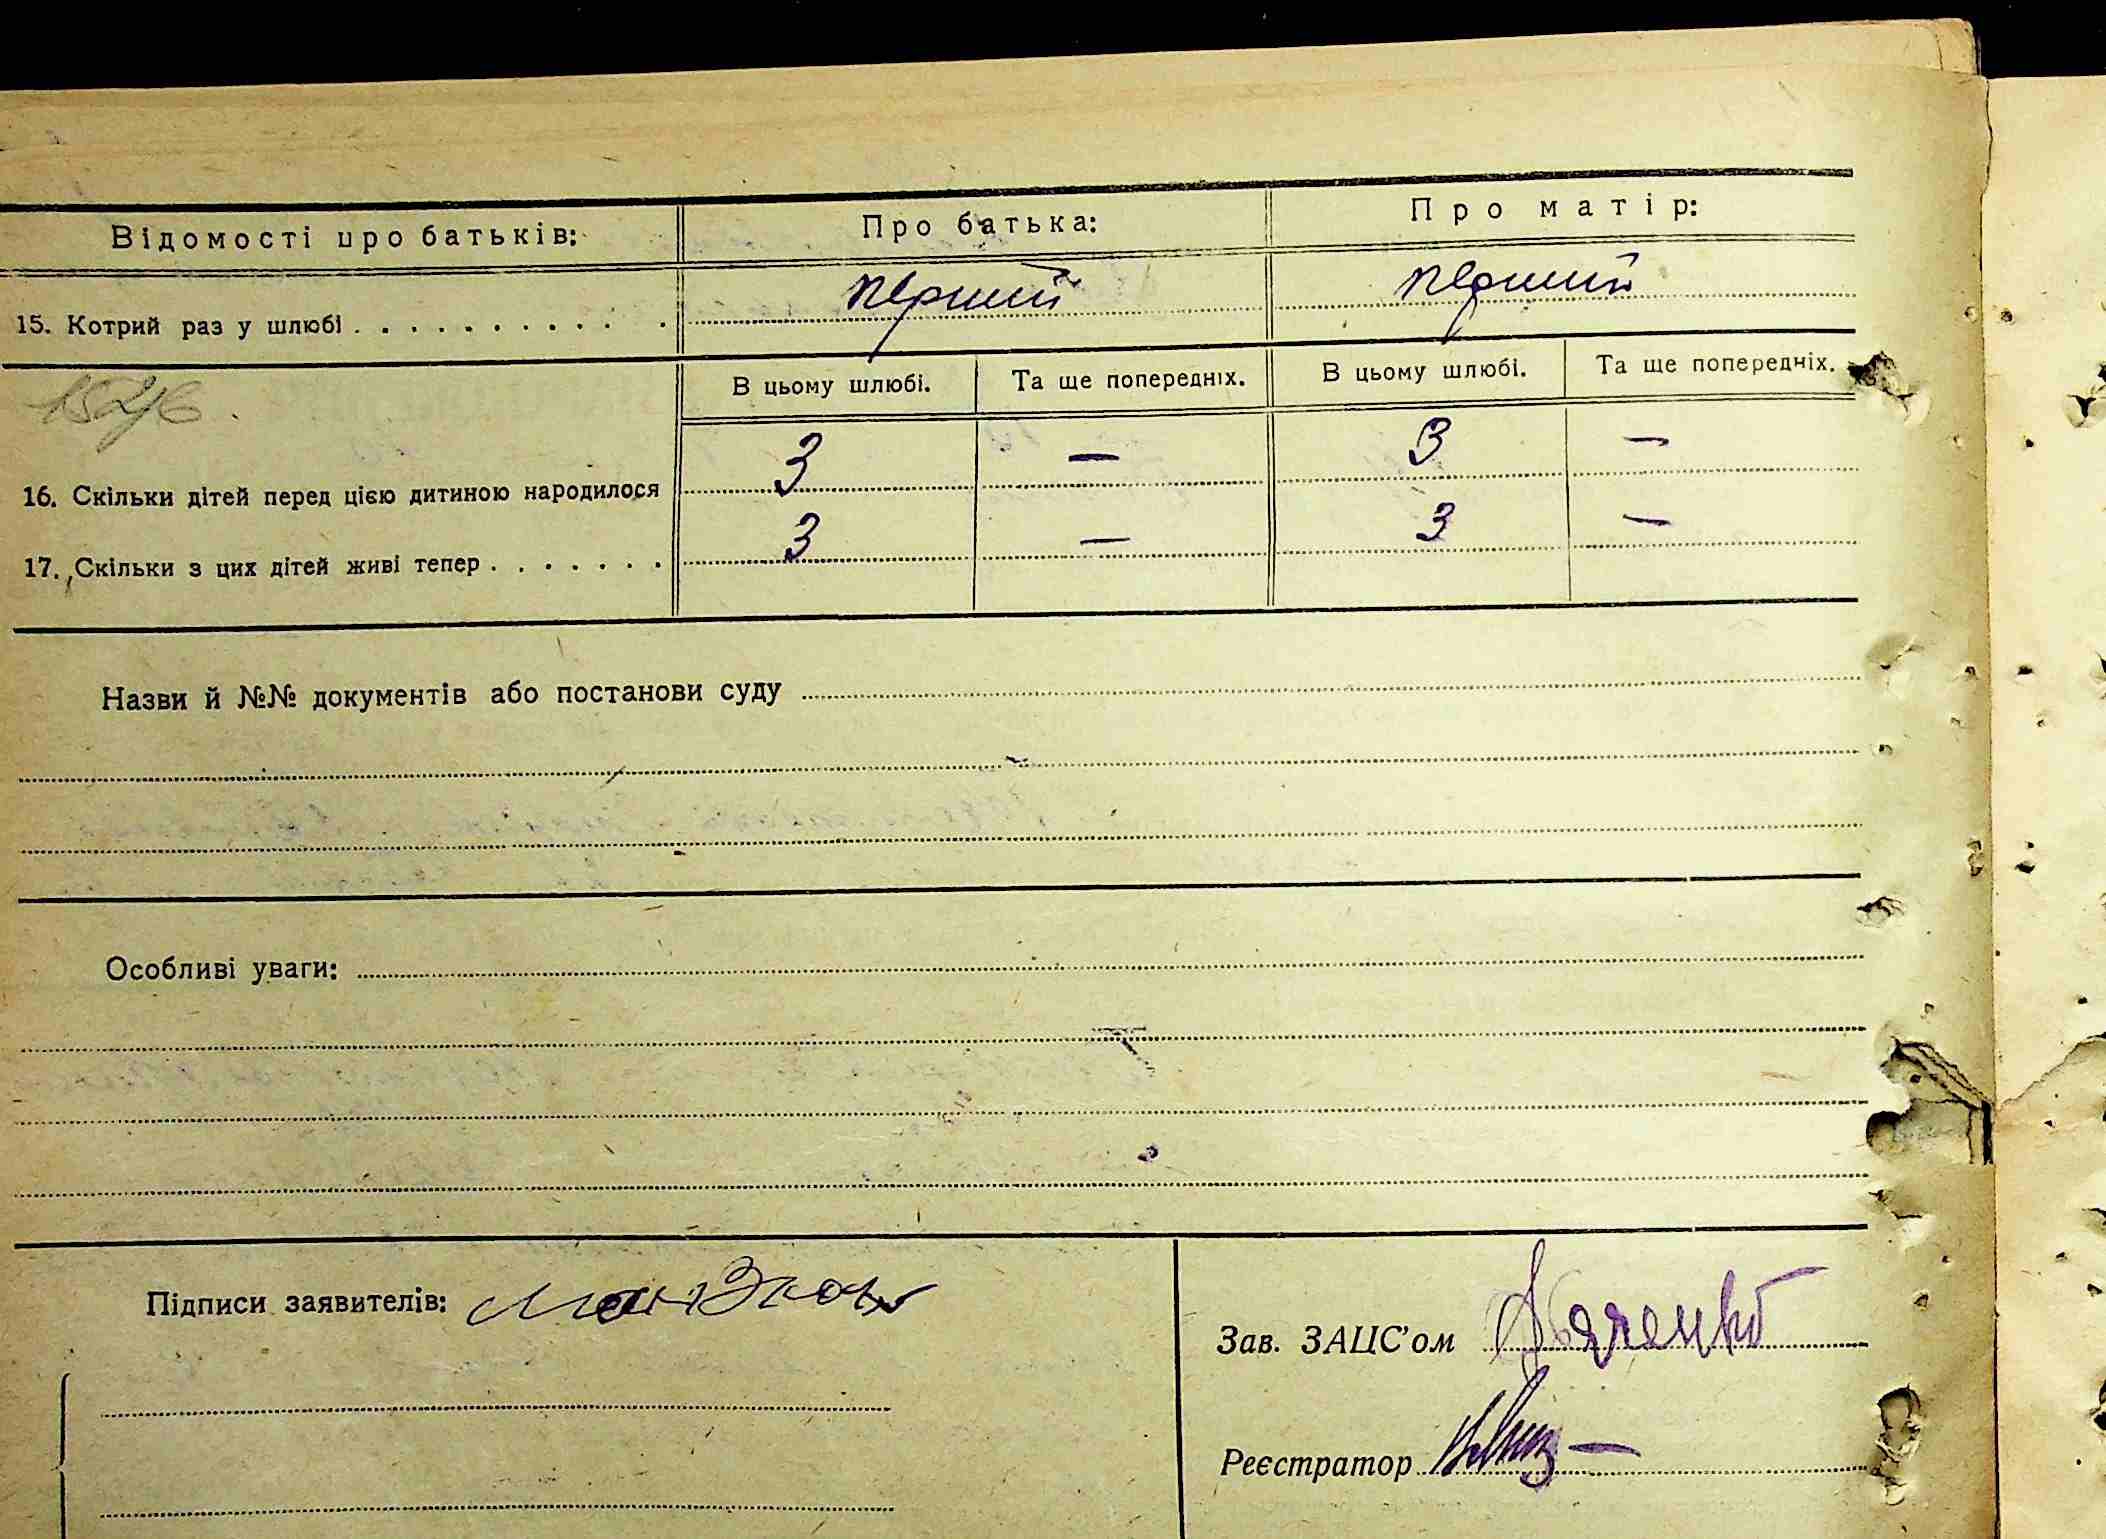 Відомості про батьків: Про батька: Про матір:
15. Котрий раз у шлюбі . . . . . . . . . . . перший перший
В цьому шлюбі. Та ще попередніх. В цьому шлюбі. Та ще попередніх.
16. Скільки дітей перед цією дитиною народилося 3 — 3 —
17. Скільки з цих дітей живі тепер . . . . . . . 3 — 3 —
Назви й №№ документів або постанови суду
Особливі уваги:
Підписи заявителів:
Зав. ЗАЦС'ом Дяченко
Реєстратор